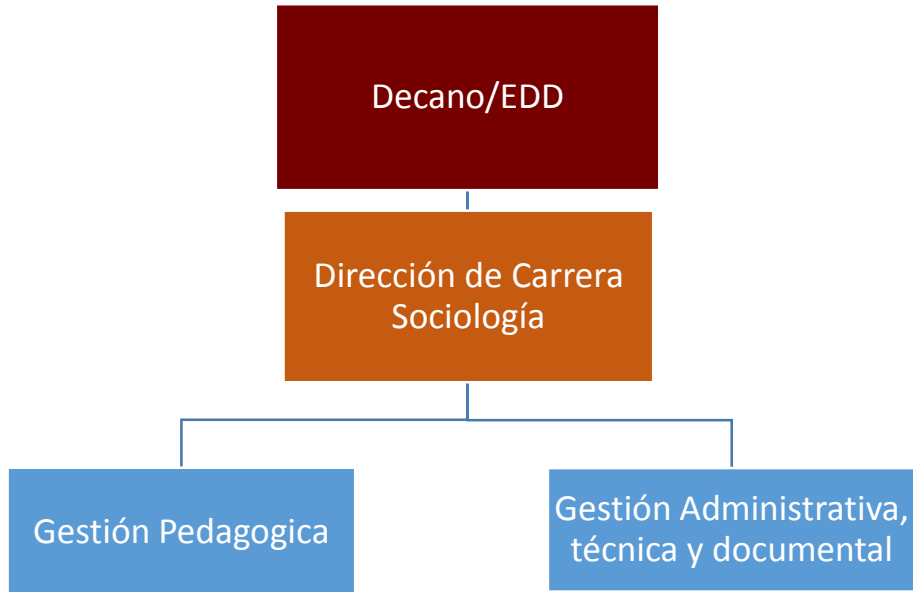 Decano/EDD
Dirección de Carrera
Sociología
Gestión Pedagogica
Gestión Administrativa,
técnica y documental